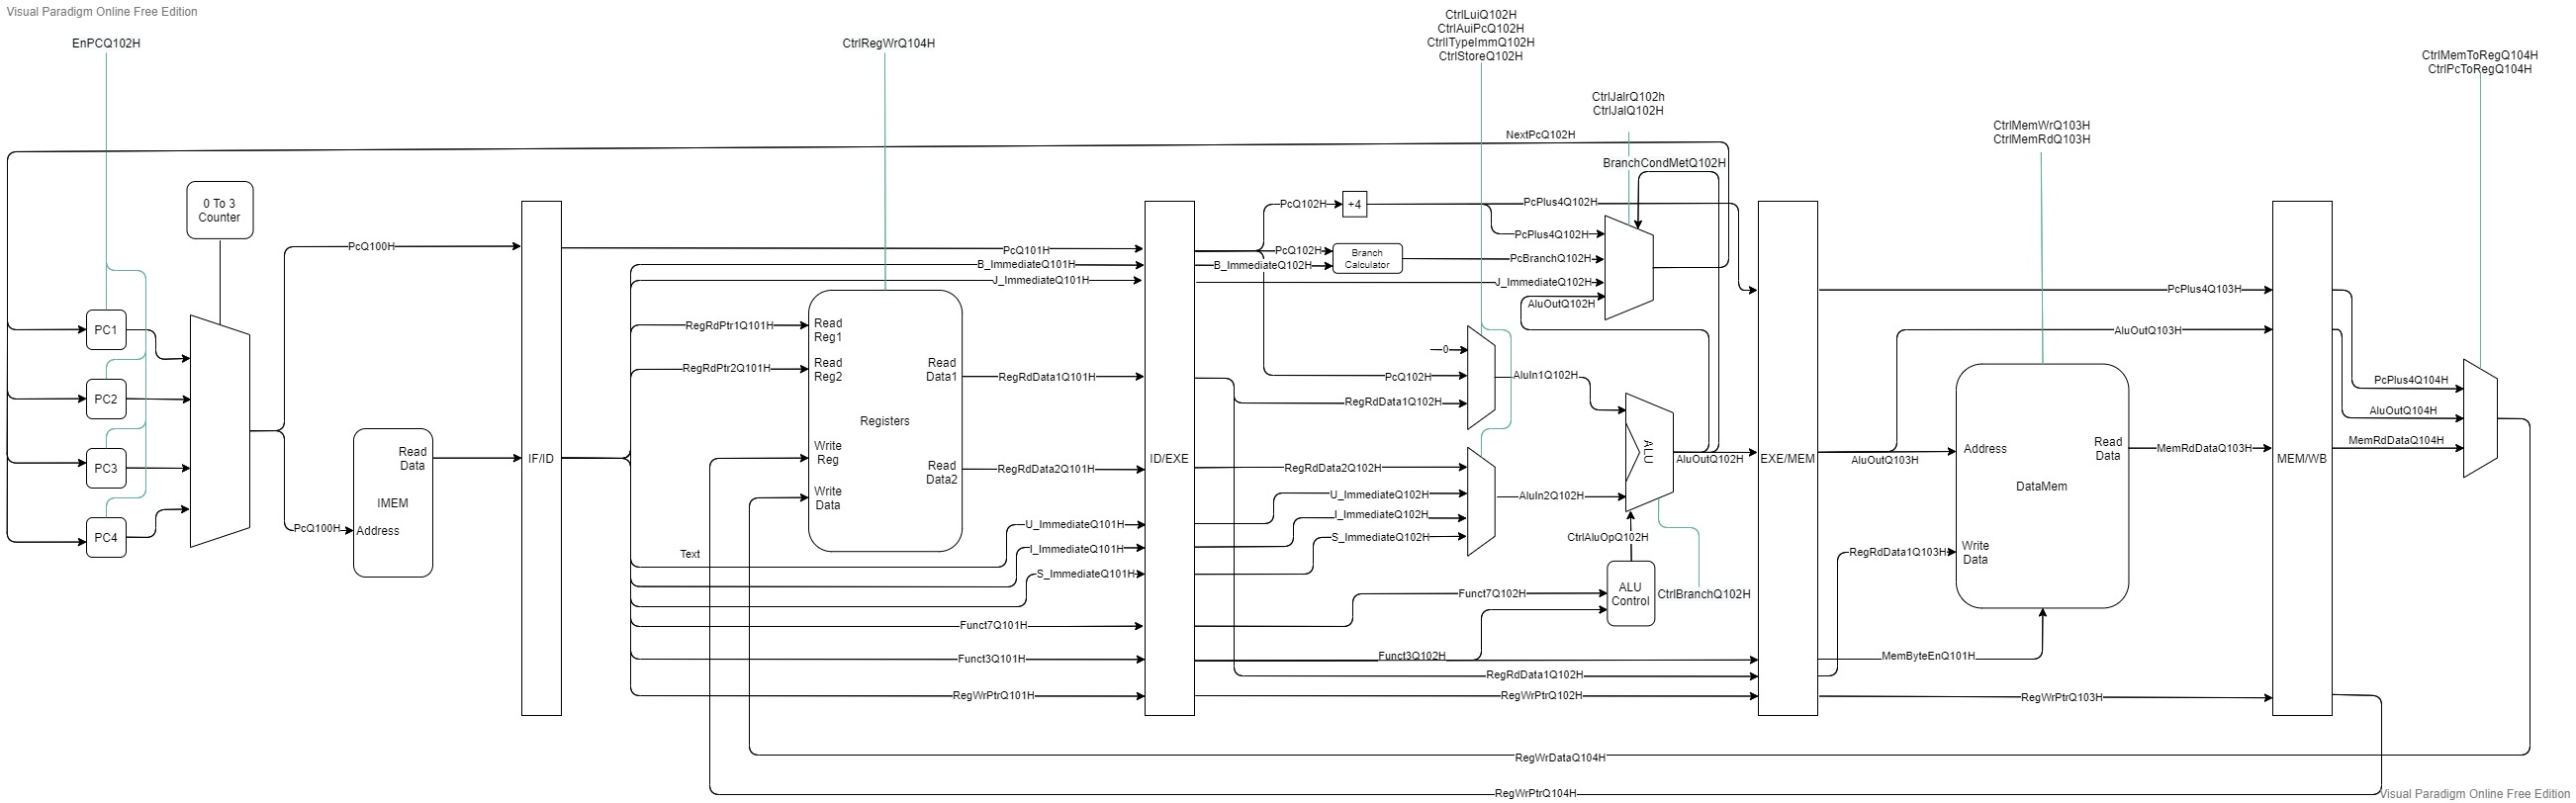 Visual Paradigm Online Free Edition
EnPCQ102H
CtrlRegWrQ104H
CtrlLuiQ102H
CtrlAuiPcQ102H
CtrlITypeImmQ102H
CtrlStoreQ102H
CtrlJalrQ102h
CtrlJalQ102H
CtrlMemWrQ103H
CtrlMemRdQ103H
CtrlMemToRegQ104H
CtrlPcToRegQ104H
NextPcQ102H
BranchCondMetQ102H
0 To 3
Counter
PC1
PC2
PC3
PC4
PcQ100H
PcQ100H
Read
Data
IMEM
Address
IF/ID
PcQ101H
B_ImmediateQ101H
J_ImmediateQ101H
RegRdPtr1Q101H
RegRdPtr2Q101H
Read
Reg1
Read
Reg2
Read
Data1
Registers
Write
Reg
Read
Data2
Write
Data
RegRdData1Q101H
RegRdData2Q101H
Text
U_ImmediateQ101H
I_ImmediateQ101H
S_ImmediateQ101H
Funct7Q101H
Funct3Q101H
RegWrPtrQ101H
ID/EXE
PcQ102H
+4
PcPlus4Q102H
PcPlus4Q102H
PcQ102H
B_ImmediateQ102H
Branch
Calculator
PcBranchQ102H
J_ImmediateQ102H
AluOutQ102H
0
PcQ102H
RegRdData1Q102H
AluIn1Q102H
RegRdData2Q102H
U_ImmediateQ102H
I_ImmediateQ102H
S_ImmediateQ102H
AluIn2Q102H
ALU
AluOutQ102H
CtrlAluOpQ102H
ALU
Control
CtrlBranchQ102H
Funct7Q102H
Funct3Q102H
RegRdData1Q102H
RegWrPtrQ102H
EXE/MEM
PcPlus4Q103H
AluOutQ103H
AluOutQ103H
Address
Read
Data
DataMem
Write
Data
RegRdData1Q103H
MemByteEnQ101H
MemRdDataQ103H
RegWrPtrQ103H
MEM/WB
PcPlus4Q104H
AluOutQ104H
MemRdDataQ104H
RegWrDataQ104H
RegWrPtrQ104H
Visual Paradigm Online Free Edition